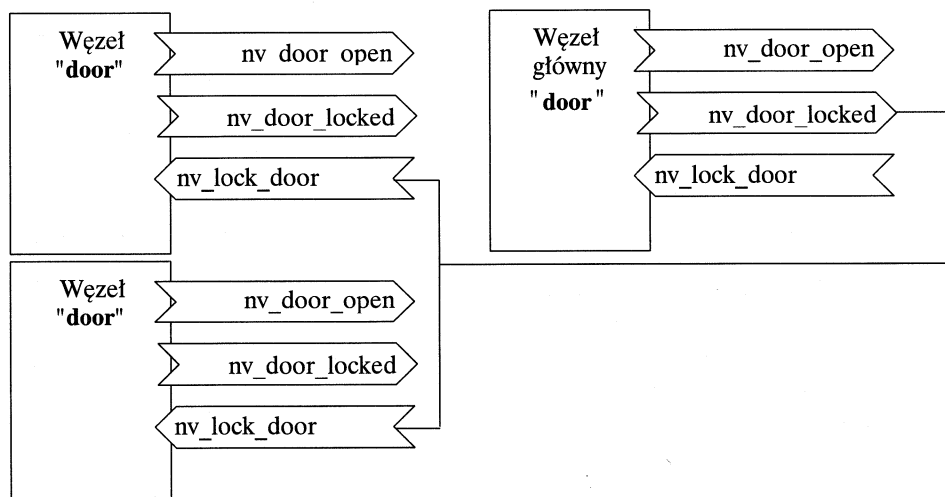 Węzeł
"door"
nv door open
nv_door_locked
nv_lock_door
Węzeł
główny
" door "
nv_door_open
nv_door_locked
nv_lock_door
Węzeł
"door"
nv_door_open
nv_door_locked
nv_lock_door